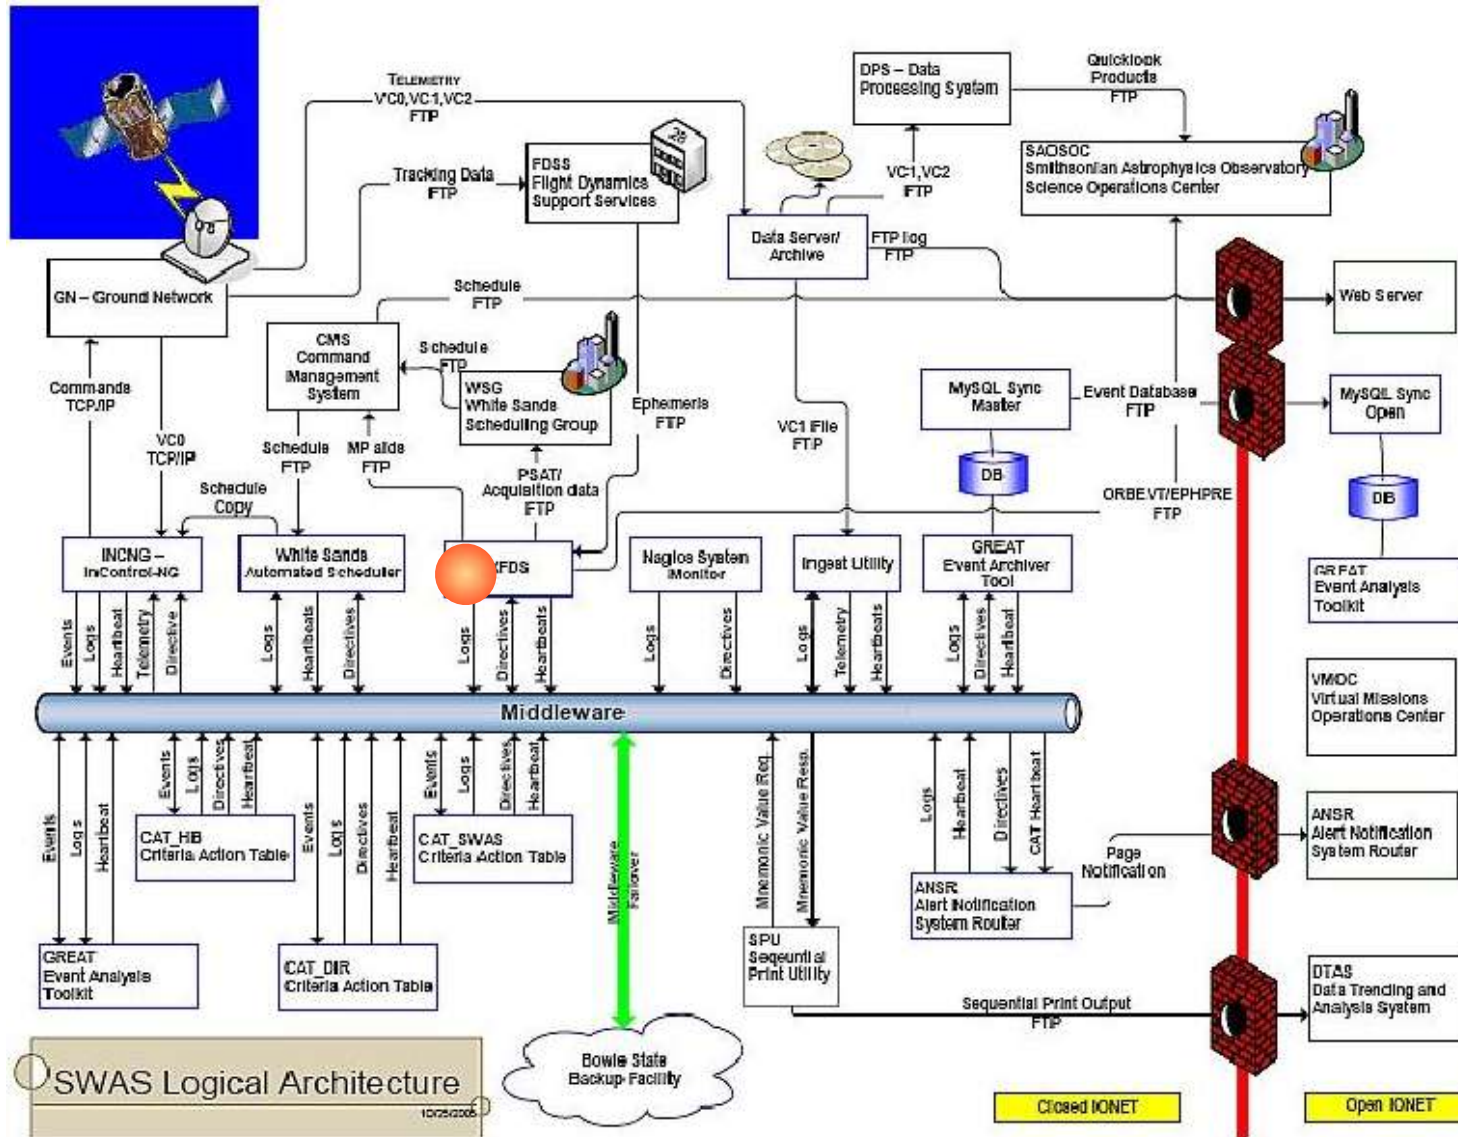 TELEMETRY
VC0,VC1,VC2
FTP
Tracking Data
FTP
28
FDSS
Flight Dynamics
Support Services
DPS – Data
Processing System
Quicklook
Products
FTP
VC1,VC2
FTP
SAOSOC
Smithsonian Astrophysics Observatory
Science Operations Center
Data Server/
Archive
FTP log
FTP
Web Server
GN – Ground Network
Schedule
FTP
CMS
Command
Management
System
Schedule
FTP
WSG
White Sands
Scheduling Group
Ephemeris
FTP
VC1 File
FTP
MySQL Sync
Master
Event Database
FTP
MySQL Sync
Open
Commands
TCP/IP
VC0
TCP/IP
Schedule
FTP
MP aids
FTP
PSAT/
Acquisition data
FTP
DB
ORBEVT/EPHPRE
FTP
DB
Schedule
Copy
INCNG –
InControl-NG
White Sands
Automated Scheduler
XFDS
Nagios System
Monitor
Ingest Utility
GREAT
Event Archiver
Tool
GREAT
Event Analysis
Toolkit
Events
Logs
Heartbeat
Telemetry
Directive
Logs
Heartbeats
Directives
Logs
Directives
Heartbeats
Logs
Directives
Logs
Telemetry
Heartbeats
Logs
Directives
Heartbeat
VMOC
Virtual Missions
Operations Center
Middleware
Events
Logs
Heartbeat
Events
Logs
Directives
Heartbeat
Events
Logs
Directives
Heartbeat
Events
Logs
Directives
Heartbeat
Middleware
Failover
Mnemonic Value Req.
Mnemonic Value Resp.
Logs
Heartbeat
Directives
CAT Heartbeat
CAT_HB
Criteria Action Table
CAT_SWAS
Criteria Action Table
Page
Notification
ANSR
Alert Notification
System Router
ANSR
Alert Notification
System Router
GREAT
Event Analysis
Toolkit
CAT_DIR
Criteria Action Table
SPU
Seqeuntial
Print Utility
Sequential Print Output
FTP
DTAS
Data Trending and
Analysis System
SWAS Logical Architecture
Bowie State
Backup Facility
Closed IONET
Open IONET